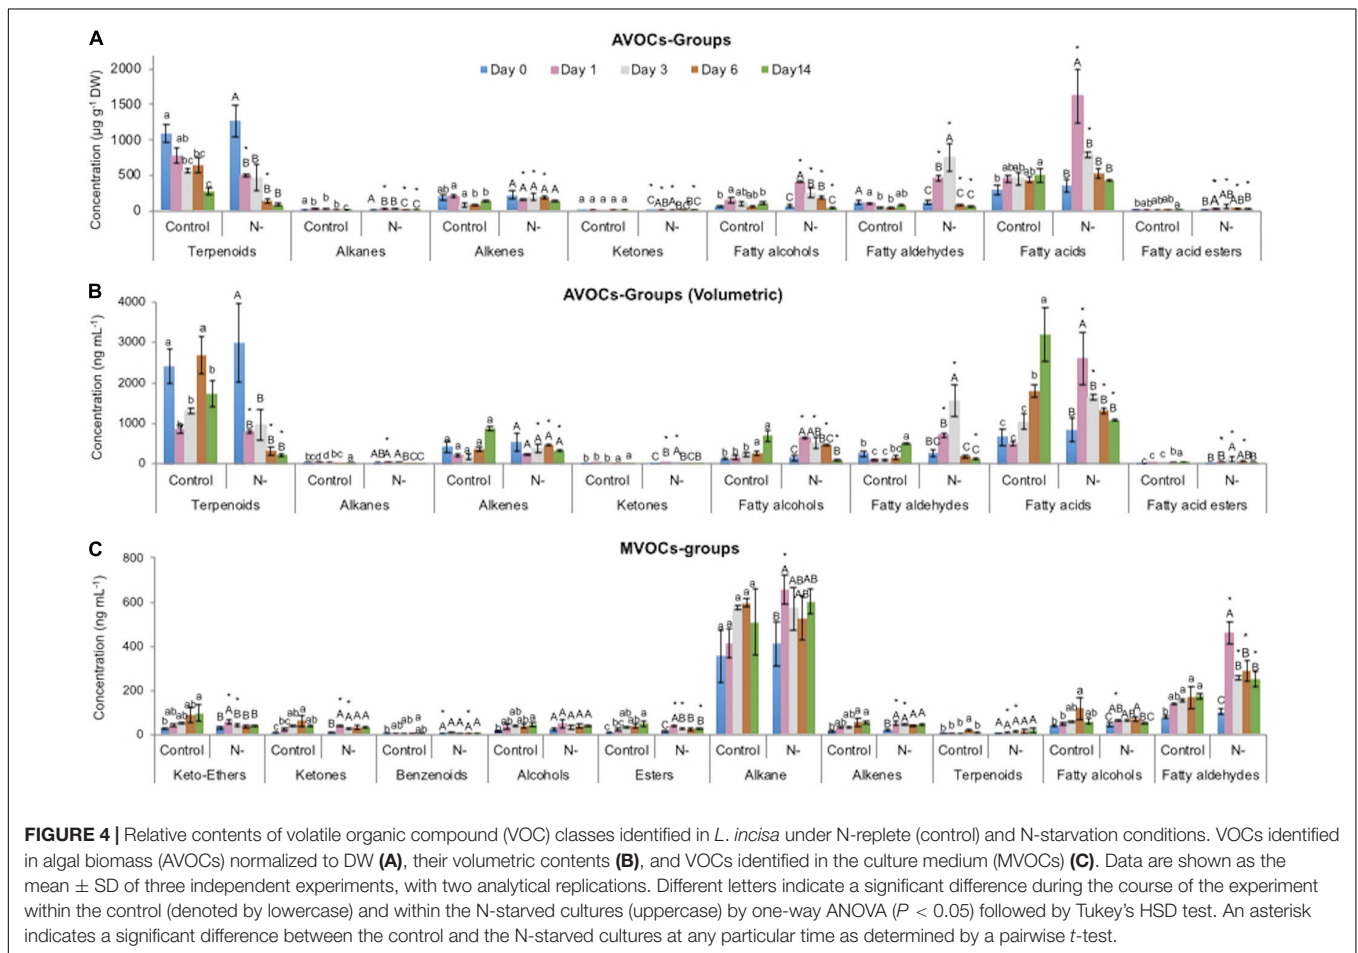 A
AVOCs-Groups
Day 0 Day 1 Day 3 Day 6 Day14
Concentration (µg g-1 DW)
2000
1500
1000
500
0
Control N- Control N- Control N- Control N- Control N- Control N- Control N- Control N-
Terpenoids Alkanes Alkenes Ketones Fatty alcohols Fatty aldehydes Fatty acids Fatty acid esters
B
AVOCs-Groups (Volumetric)
Concentration (ng mL-1)
4000
3000
2000
1000
0
Control N- Control N- Control N- Control N- Control N- Control N- Control N- Control N-
Terpenoids Alkanes Alkenes Ketones Fatty alcohols Fatty aldehydes Fatty acids Fatty acid esters
C
MVOCs-groups
Concentration (ng mL-1)
800
600
400
200
0
Control N- Control N- Control N- Control N- Control N- Control N- Control N- Control N- Control N- Control N-
Keto-Ethers Ketones Benzenoids Alcohols Esters Alkane Alkenes Terpenoids Fatty alcohols Fatty aldehydes
FIGURE 4 | Relative contents of volatile organic compound (VOC) classes identified in L. incisa under N-replete (control) and N-starvation conditions. VOCs identified
in algal biomass (AVOCs) normalized to DW (A), their volumetric contents (B), and VOCs identified in the culture medium (MVOCs) (C). Data are shown as the
mean ± SD of three independent experiments, with two analytical replications. Different letters indicate a significant difference during the course of the experiment
within the control (denoted by lowercase) and within the N-starved cultures (uppercase) by one-way ANOVA (P < 0.05) followed by Tukey's HSD test. An asterisk
indicates a significant difference between the control and the N-starved cultures at any particular time as determined by a pairwise t-test.